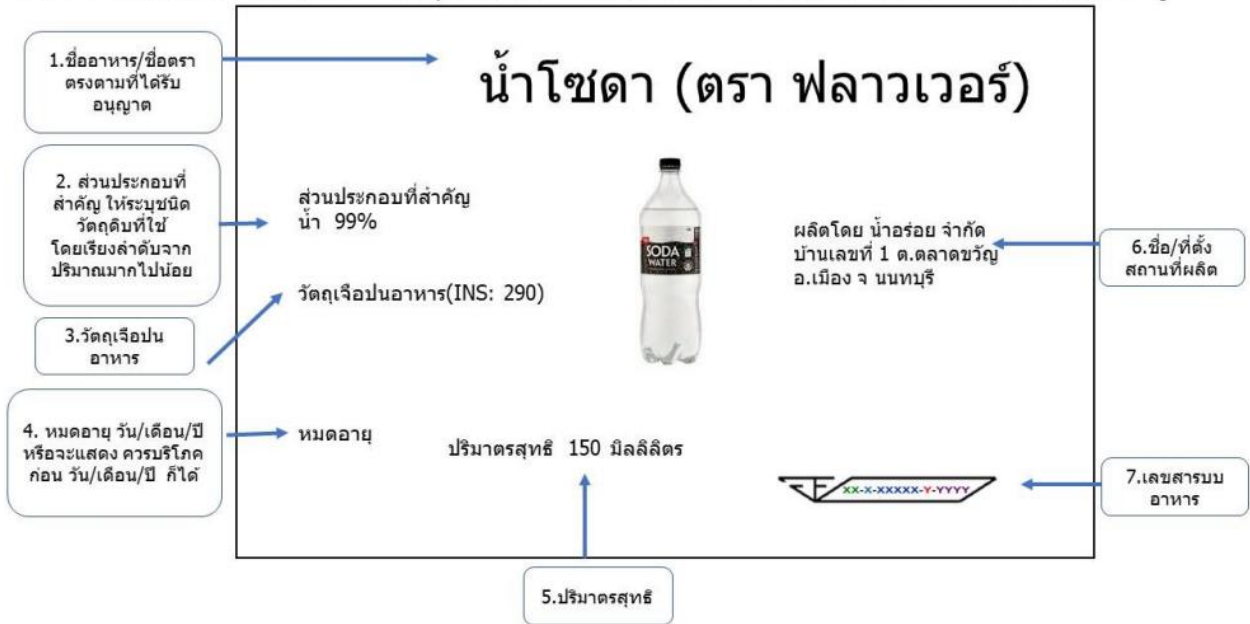 1.ชื่ออาหาร/ชื่อตรา
ตรงตามที่ได้รับ
อนุญาต
น้ำโซดา (ตรา ฟลาวเวอร์)
2. ส่วนประกอบที่
สำคัญ ให้ระบุชนิด
วัตถุดิบที่ใช้
โดยเรียงลำดับจาก
ปริมาณมากไปน้อย
ส่วนประกอบที่สำคัญ
น้ำ 99%
SODA
WATER
ผลิตโดย น้ำอร่อย จำกัด
บ้านเลขที่ 1 ต.ตลาดขวัญ
อ.เมือง จ นนทบุรี
6.ชื่อ/ที่ตั้ง
สถานที่ผลิต
3.วัตถุเจือปน
อาหาร
วัตถุเจือปนอาหาร(INS: 290)
4. หมดอายุ วัน/เดือน/ปี
หรือจะแสดง ควรบริโภค
ก่อน วัน/เดือน/ปี ก็ได้
หมดอายุ
ปริมาตรสุทธิ 150 มิลลิลิตร
XX-X-XXXXX-Y-YYYY
7.เลขสารบบ
อาหาร
5.ปริมาตรสุทธิ